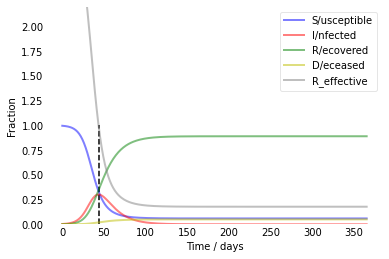 S/usceptible
I/nfected
R/ecovered
D/eceased
R_effective
2.00
1.75
1.50
1.25
1.00
0.75
0.50
0.25
0.00
Fraction
0 50 100 150 200 250 300 350
Time / days